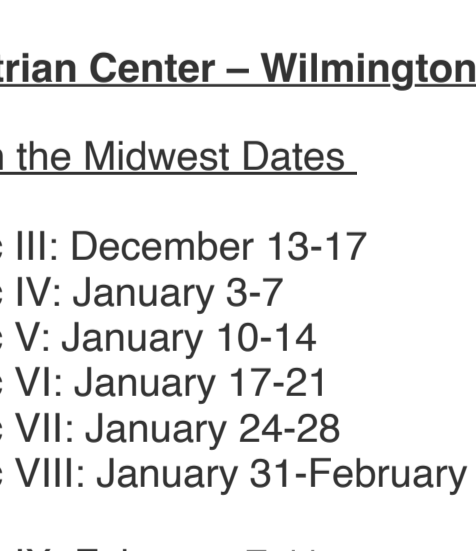 trian Center – Wilmington
the Midwest Dates
III: December 13-17
IV: January 3-7
V: January 10-14
VI: January 17-21
VII: January 24-28
VIII: January 31-February